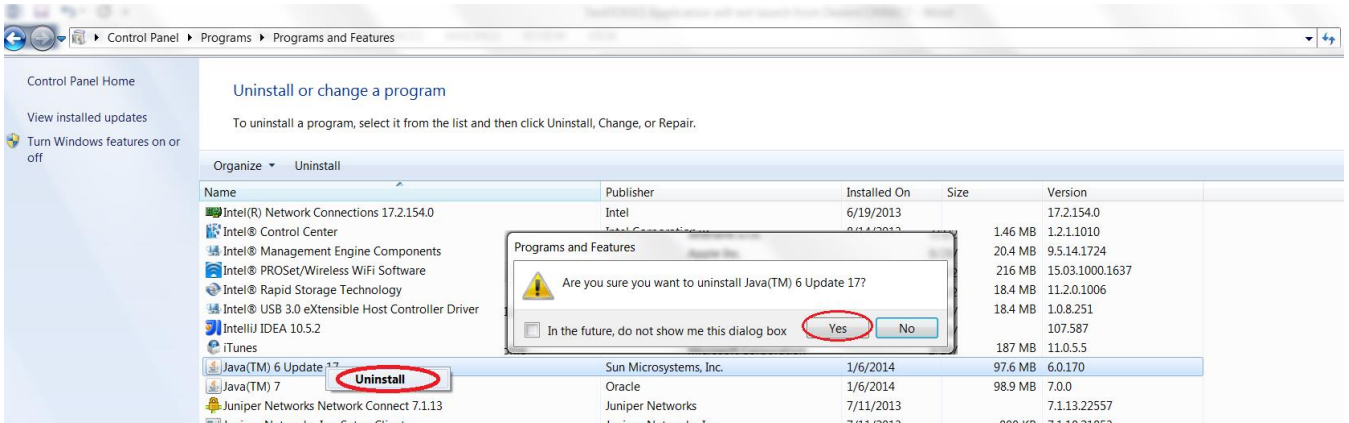 Control Panel Programs Programs and Features
Control Panel Home
View installed updates
Turn Windows features on or
off
Uninstall or change a program
To uninstall a program, select it from the list and then click Uninstall, Change, or Repair.
Organize Uninstall
Name Publisher Installed On Size Version
Intel(R) Network Connections 17.2.154.0 Intel 6/19/2013 17.2.154.0
Intel® Control Center 1.46 MB 1.2.1.1010
Intel® Management Engine Components 20.4 MB 9.5.14.1724
Intel® PROSet/Wireless WiFi Software 216 MB 15.03.1000.1637
Intel® Rapid Storage Technology 18.4 MB 11.2.0.1006
Intel® USB 3.0 eXtensible Host Controller Driver 18.4 MB 1.0.8.251
IntelliJ IDEA 10.5.2 107.587
iTunes 187 MB 11.0.5.5
Programs and Features
Are you sure you want to uninstall Java(TM) 6 Update 17?
In the future, do not show me this dialog box Yes No
Java(TM) 6 Update 17 Sun Microsystems, Inc. 1/6/2014 97.6 MB 6.0.170
Uninstall
Java(TM) 7 Oracle 1/6/2014 98.9 MB 7.0.0
Juniper Networks Network Connect 7.1.13 Juniper Networks 7/11/2013 7.1.13.22557